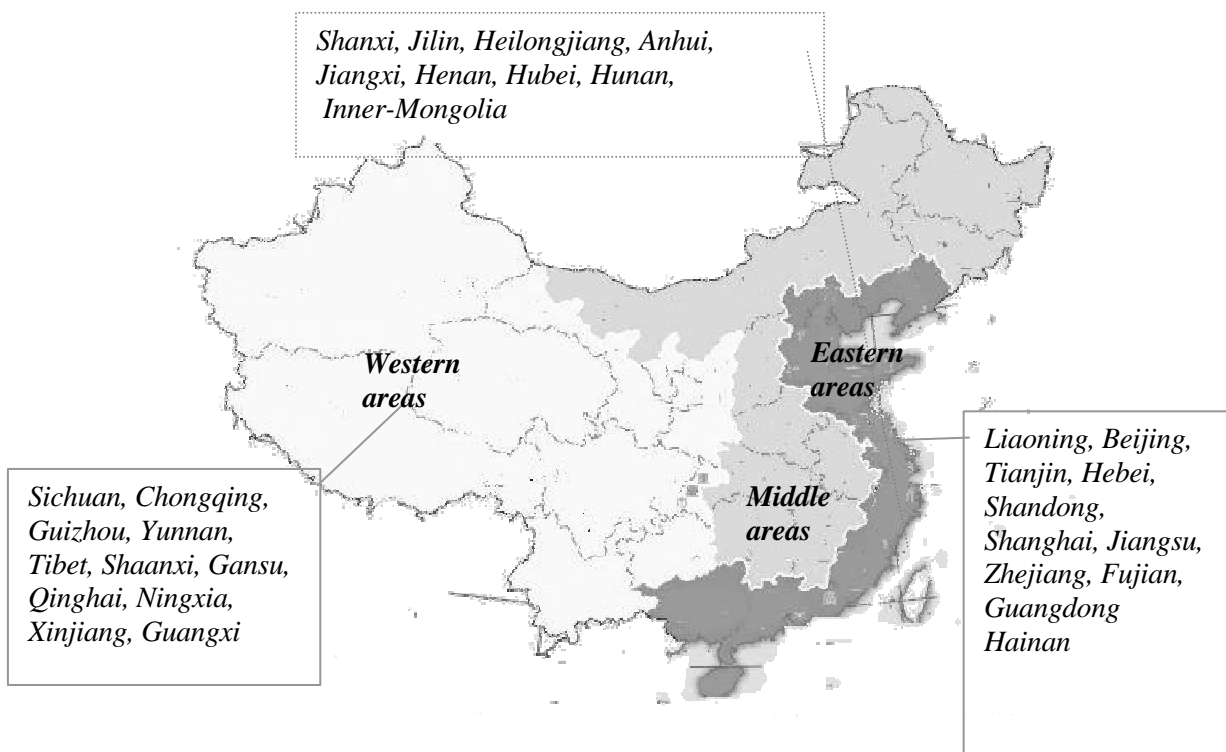 Shanxi, Jilin, Heilongjiang, Anhui,
Jiangxi, Henan, Hubei, Hunan,
Inner-Mongolia
Western
areas
Eastern
areas
Middle
areas
Sichuan, Chongqing,
Guizhou, Yunnan,
Tibet, Shaanxi, Gansu,
Qinghai, Ningxia,
Xinjiang, Guangxi
Liaoning, Beijing,
Tianjin, Hebei,
Shandong,
Shanghai, Jiangsu,
Zhejiang, Fujian,
Guangdong
Hainan